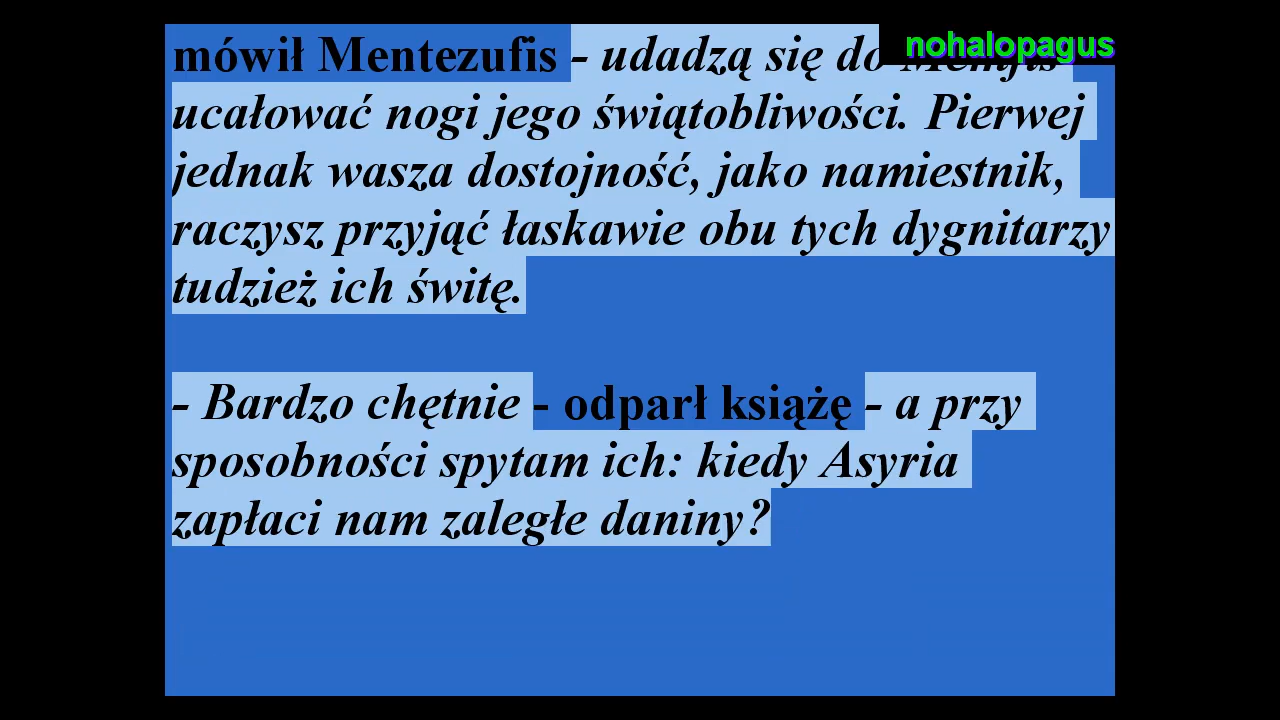 nohalopagus
mówił Mentezufis - udadzą się do Memfis
ucałować nogi jego świątobliwości. Pierwej
jednak wasza dostojność, jako namiestnik,
raczysz przyjąć łaskawie obu tych dygnitarzy
tudzież ich świtę.
- Bardzo chętnie - odparł książę - a przy
sposobności spytam ich: kiedy Asyria
zapłaci nam zaległe daniny?